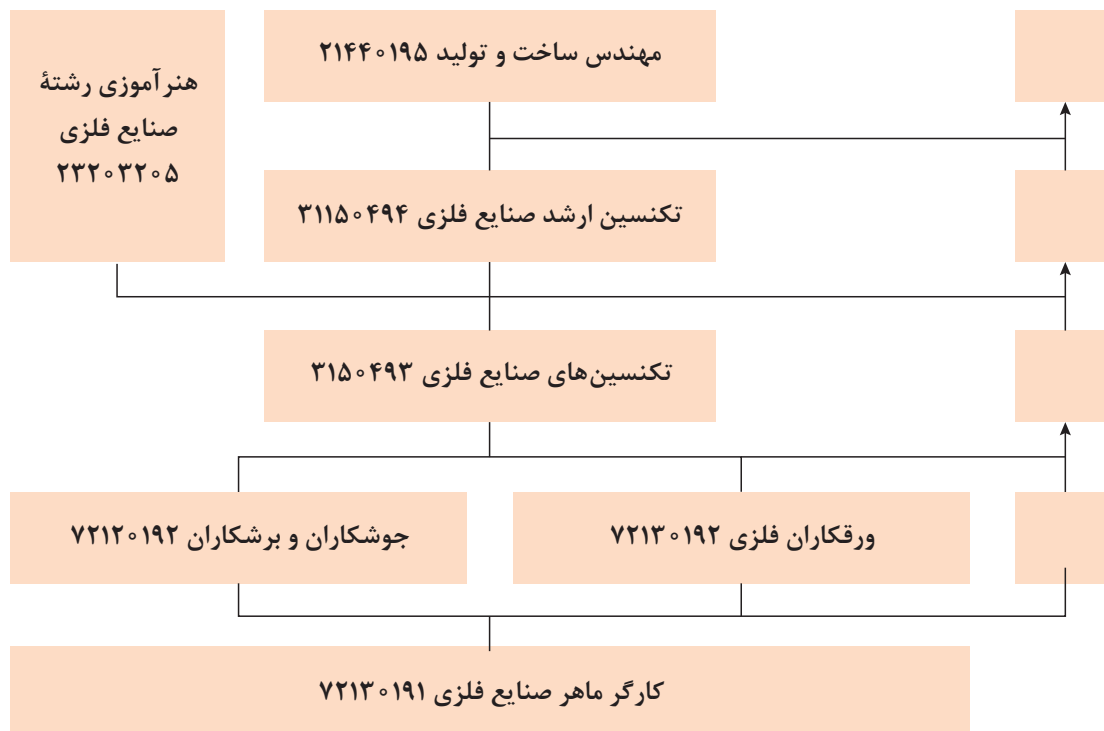 مهندس ساخت و تولید ۲۱۴۴۰۱۹۵
هنرآموزی رشتهٔ
صنایع فلزی
۲۳۲۰۳۲۰۵
تکنسین ارشد صنایع فلزی ۳۱۱۵۰۴۹۴
تکنسین‌های صنایع فلزی ۳۱۵۰۴۹۳
ورقکاران فلزی ۷۲۱۳۰۱۹۲
جوشکاران و برشکاران ۷۲۱۲۰۱۹۲
کارگر ماهر صنایع فلزی ۷۲۱۳۰۱۹۱